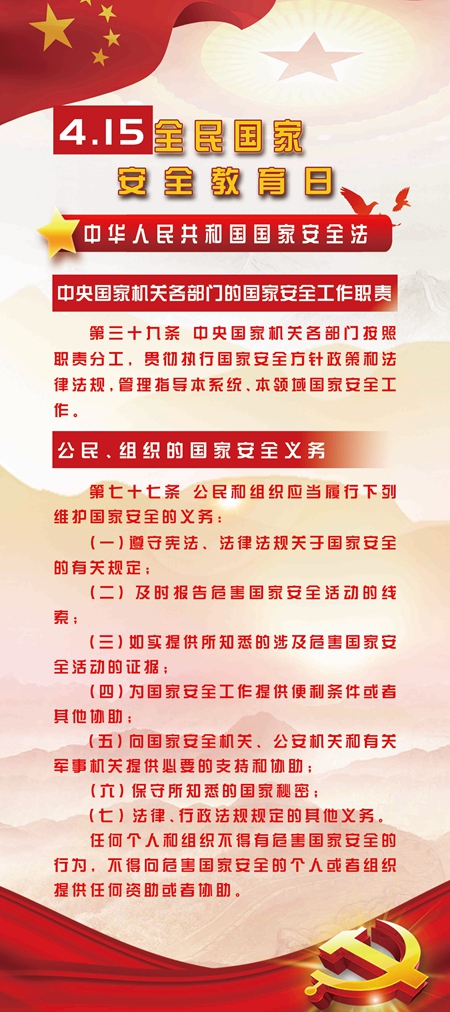 4.15全民国家
安全教育日
中华人民共和国国家安全法
中央国家机关各部门的国家安全工作职责
第三十九条 中央国家机关各部门按照
职责分工，贯彻执行国家安全方针政策和法
律法规，管理指导本系统、本领域国家安全工
作。
公民、组织的国家安全义务
第七十七条 公民和组织应当履行下列
维护国家安全的义务：
（一）遵守宪法、法律法规关于国家安全
的有关规定；
（二）及时报告危害国家安全活动的线
索；
（三）如实提供所知悉的涉及危害国家安
全活动的证据；
（四）为国家安全工作提供便利条件或者
其他协助；
（五）向国家安全机关、公安机关和有关
军事机关提供必要的支持和协助；
（六）保守所知悉的国家秘密；
（七）法律、行政法规规定的其他义务。
任何个人和组织不得有危害国家安全的
行为，不得向危害国家安全的个人或者组织
提供任何资助或者协助。